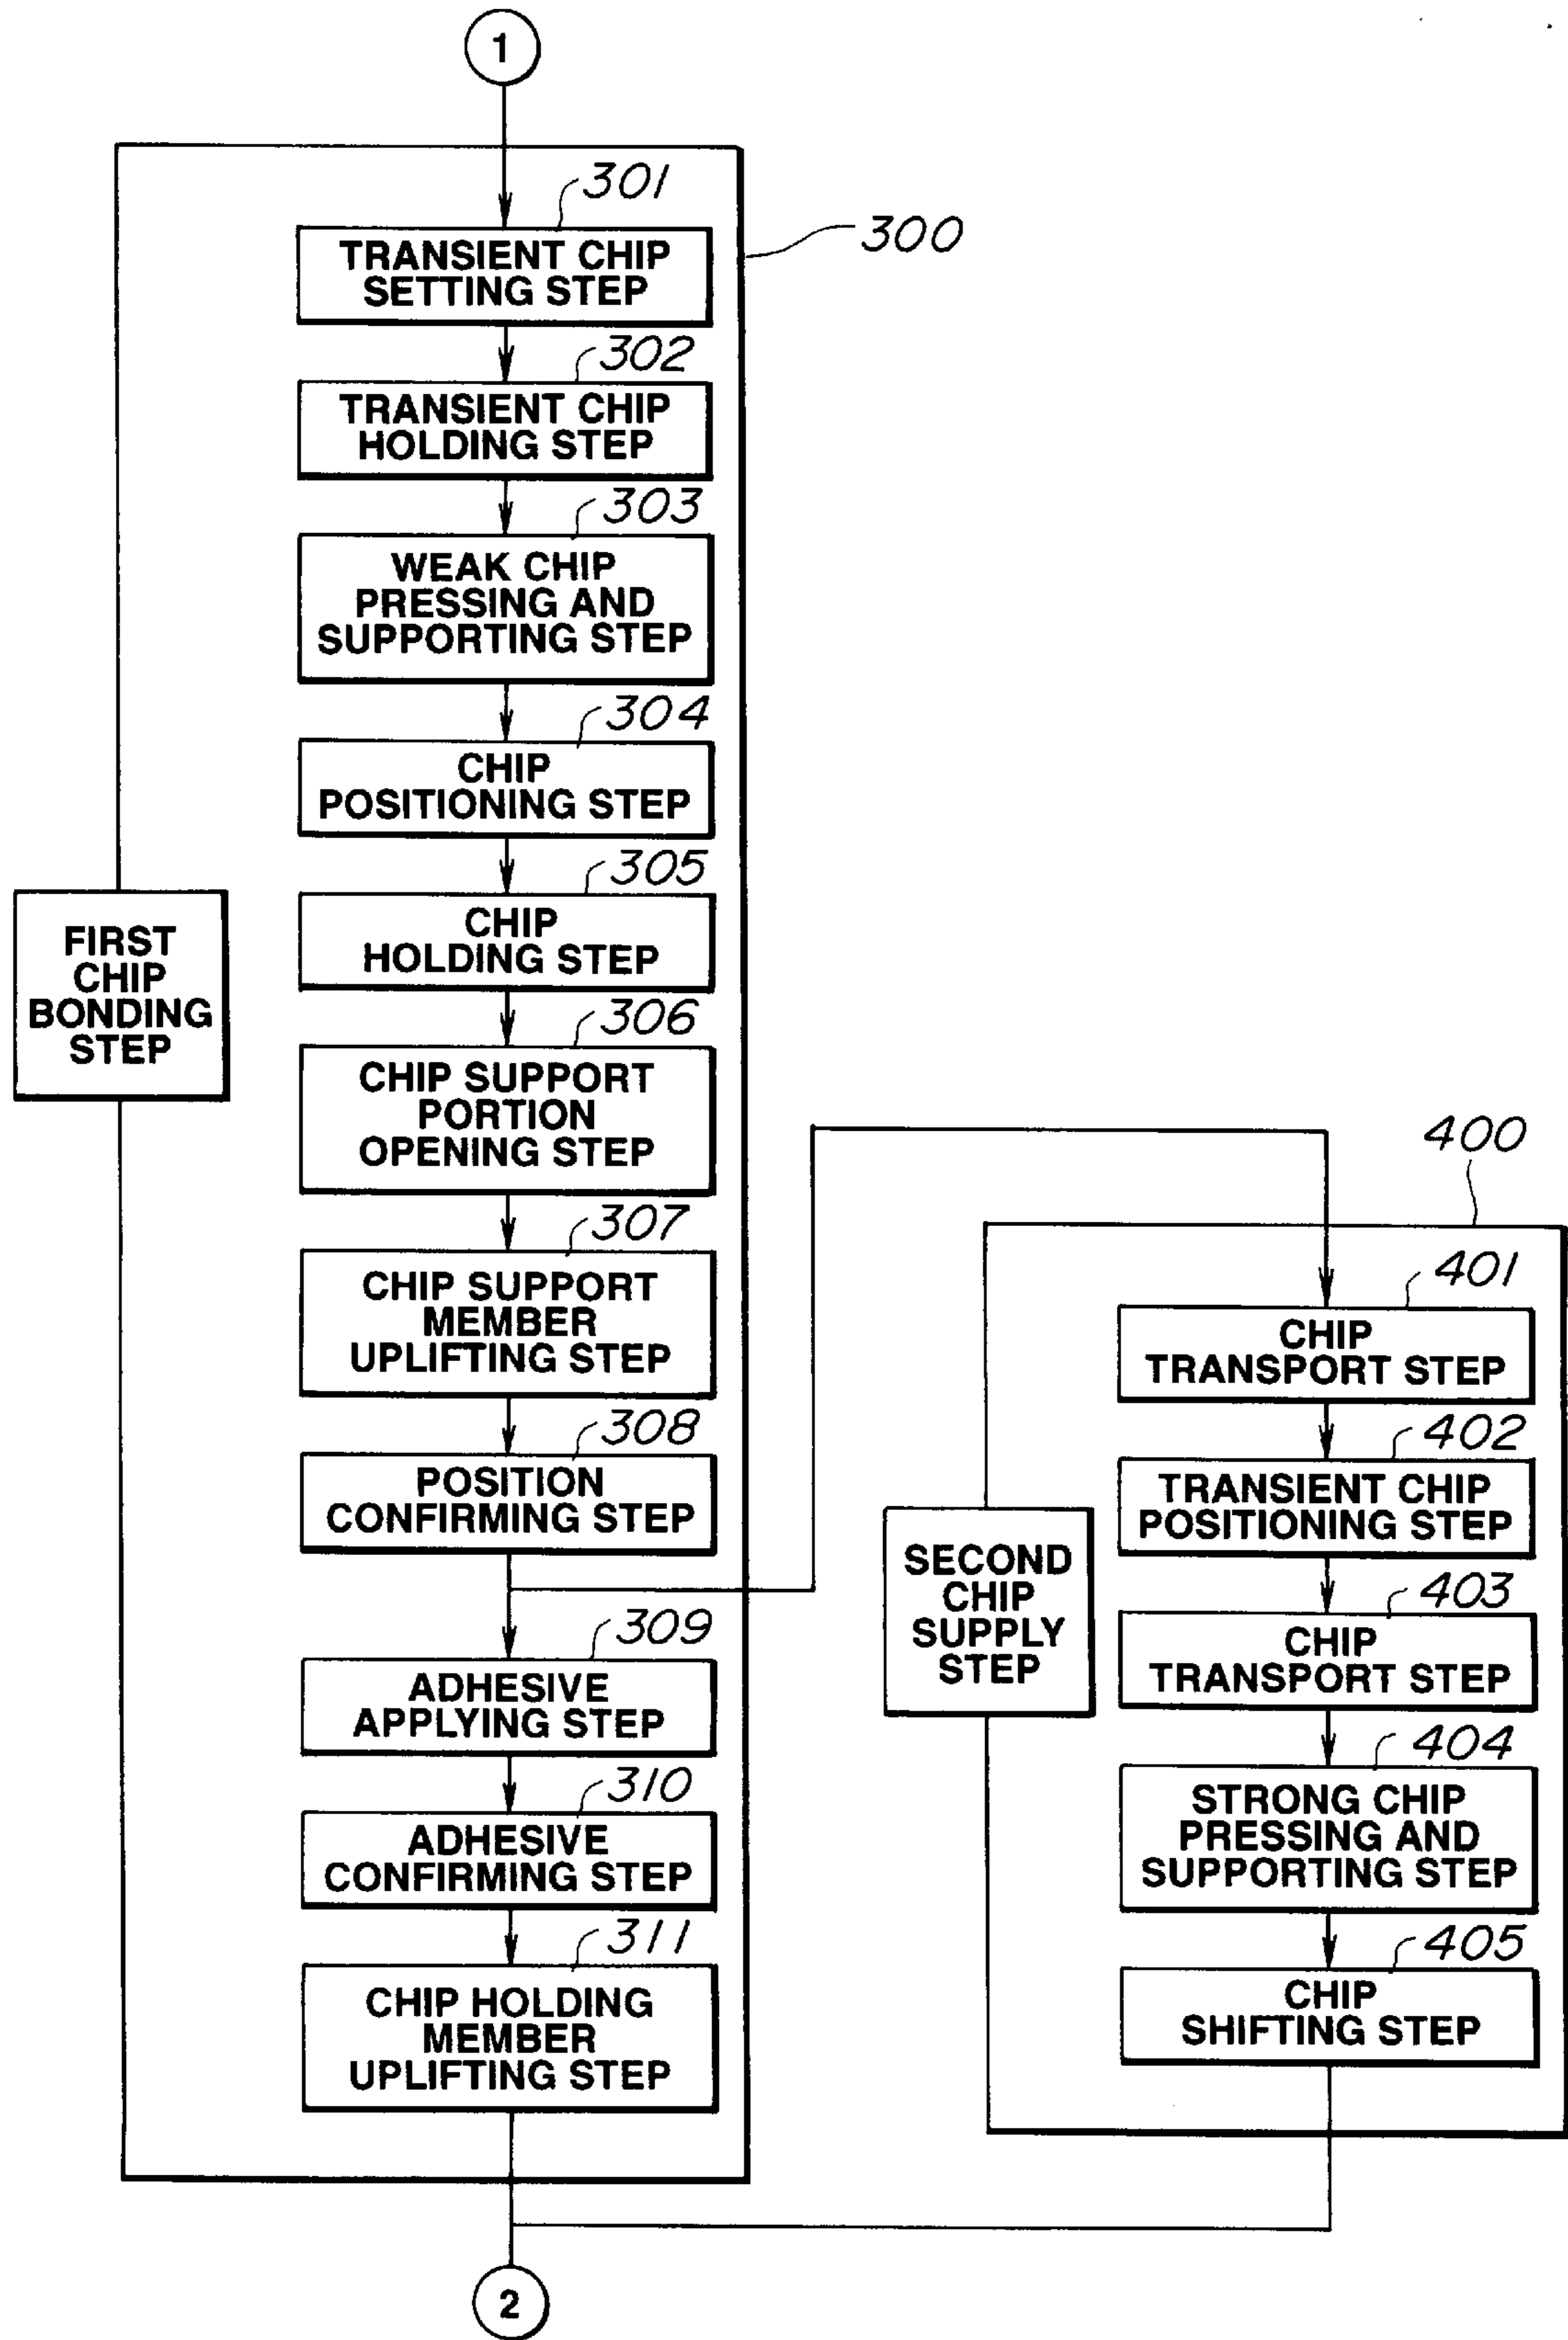 1
301
300
TRANSIENT CHIP
SETTING STEP
302
TRANSIENT CHIP
HOLDING STEP
303
WEAK CHIP
PRESSING AND
SUPPORTING STEP
304
CHIP
POSITIONING STEP
305
CHIP
HOLDING STEP
FIRST
CHIP
BONDING
STEP
306
CHIP SUPPORT
PORTION
OPENING STEP
307
CHIP SUPPORT
MEMBER
UPLIFTING STEP
308
POSITION
CONFIRMING STEP
309
ADHESIVE
APPLYING STEP
310
ADHESIVE
CONFIRMING STEP
311
CHIP HOLDING
MEMBER
UPLIFTING STEP
400
401
CHIP
TRANSPORT STEP
402
TRANSIENT CHIP
POSITIONING STEP
SECOND
CHIP
SUPPLY
STEP
403
CHIP
TRANSPORT STEP
404
STRONG CHIP
PRESSING AND
SUPPORTING STEP
405
CHIP
SHIFTING STEP
2